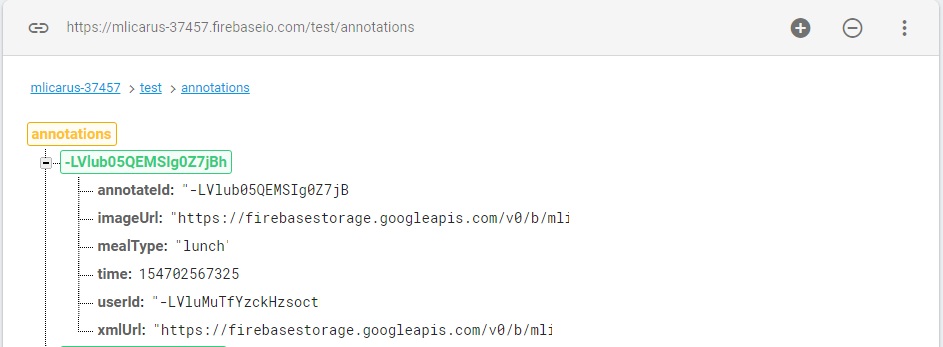 https://mlicarus-37457.firebaseio.com/test/annotations
mlicarus-37457 > test > annotations
annotations
-LVlub05QEMSIg0Z7jBh
annotateId: "-LVlub05QEMSIg0Z7jB
imageUrl: "https://firebasestorage.googleapis.com/v0/b/mli
mealType: "lunch'
time: 154702567325
userId: "-LVluMuTfYzckHzsoct
xmlUrl: "https://firebasestorage.googleapis.com/v0/b/mli